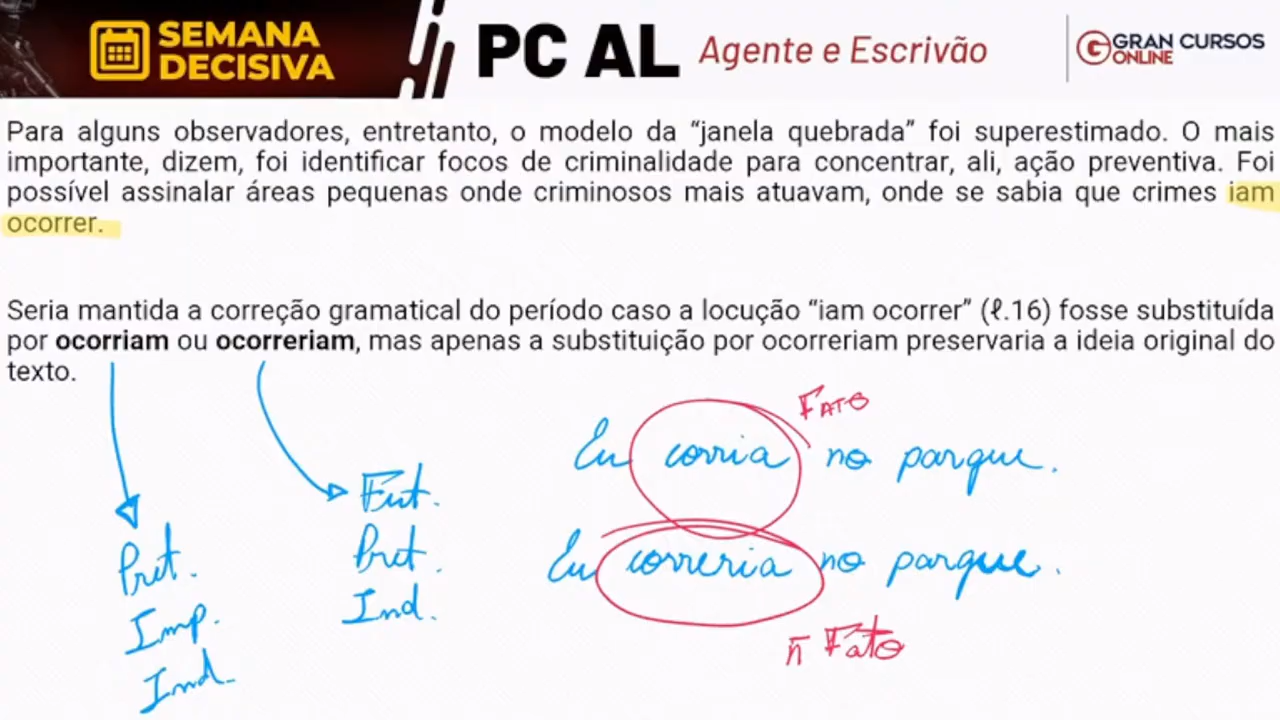 SEMANA
DECISIVA
PC AL Agente e Escrivão
GRAN CURSOS
ONLINE
Para alguns observadores, entretanto, o modelo da “janela quebrada” foi superestimado. O mais
importante, dizem, foi identificar focos de criminalidade para concentrar, ali, ação preventiva. Foi
possível assinalar áreas pequenas onde criminosos mais atuavam, onde se sabia que crimes iam
ocorrer.
Seria mantida a correção gramatical do período caso a locução “iam ocorrer” (ℓ.16) fosse substituída
por ocorriam ou ocorreriam, mas apenas a substituição por ocorreriam preservaria a ideia original do
texto.
FATO
Eu corria no parque.
Fut.
Pret.
Ind.
Pret.
Imp.
Ind.
Eu correria no parque.
ñ Fato